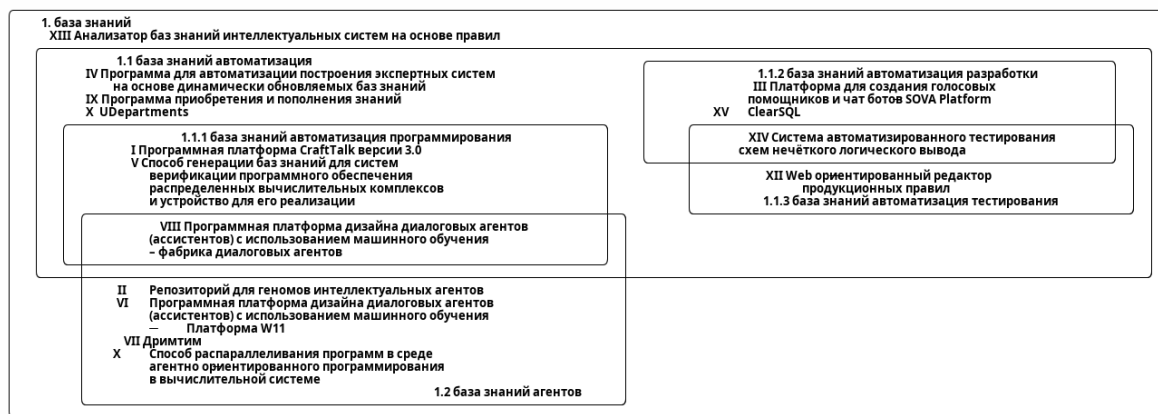 1. база знаний
XIII Анализатор баз знаний интеллектуальных систем на основе правил
1.1 база знаний автоматизация
IV Программа для автоматизации построения экспертных систем
на основе динамически обновляемых баз знаний
IX Программа приобретения и пополнения знаний
X UDepartments
1.1.1 база знаний автоматизация программирования
I Программная платформа CraftTalk версии 3.0
V Способ генерации баз знаний для систем
верификации программного обеспечения
распределенных вычислительных комплексов
и устройство для его реализации
VIII Программная платформа дизайна диалоговых агентов
(ассистентов) с использованием машинного обучения
– фабрика диалоговых агентов
II Репозиторий для геномов интеллектуальных агентов
VI Программная платформа дизайна диалоговых агентов
(ассистентов) с использованием машинного обучения
— Платформа W11
VII Дримтим
X Способ распараллеливания программ в среде
агентно ориентированного программирования
в вычислительной системе
1.2 база знаний агентов
1.1.2 база знаний автоматизация разработки
III Платформа для создания голосовых
помощников и чат ботов SOVA Platform
XV ClearSQL
XIV Система автоматизированного тестирования
схем нечёткого логического вывода
XII Web ориентированный редактор
продукционных правил
1.1.3 база знаний автоматизация тестирования